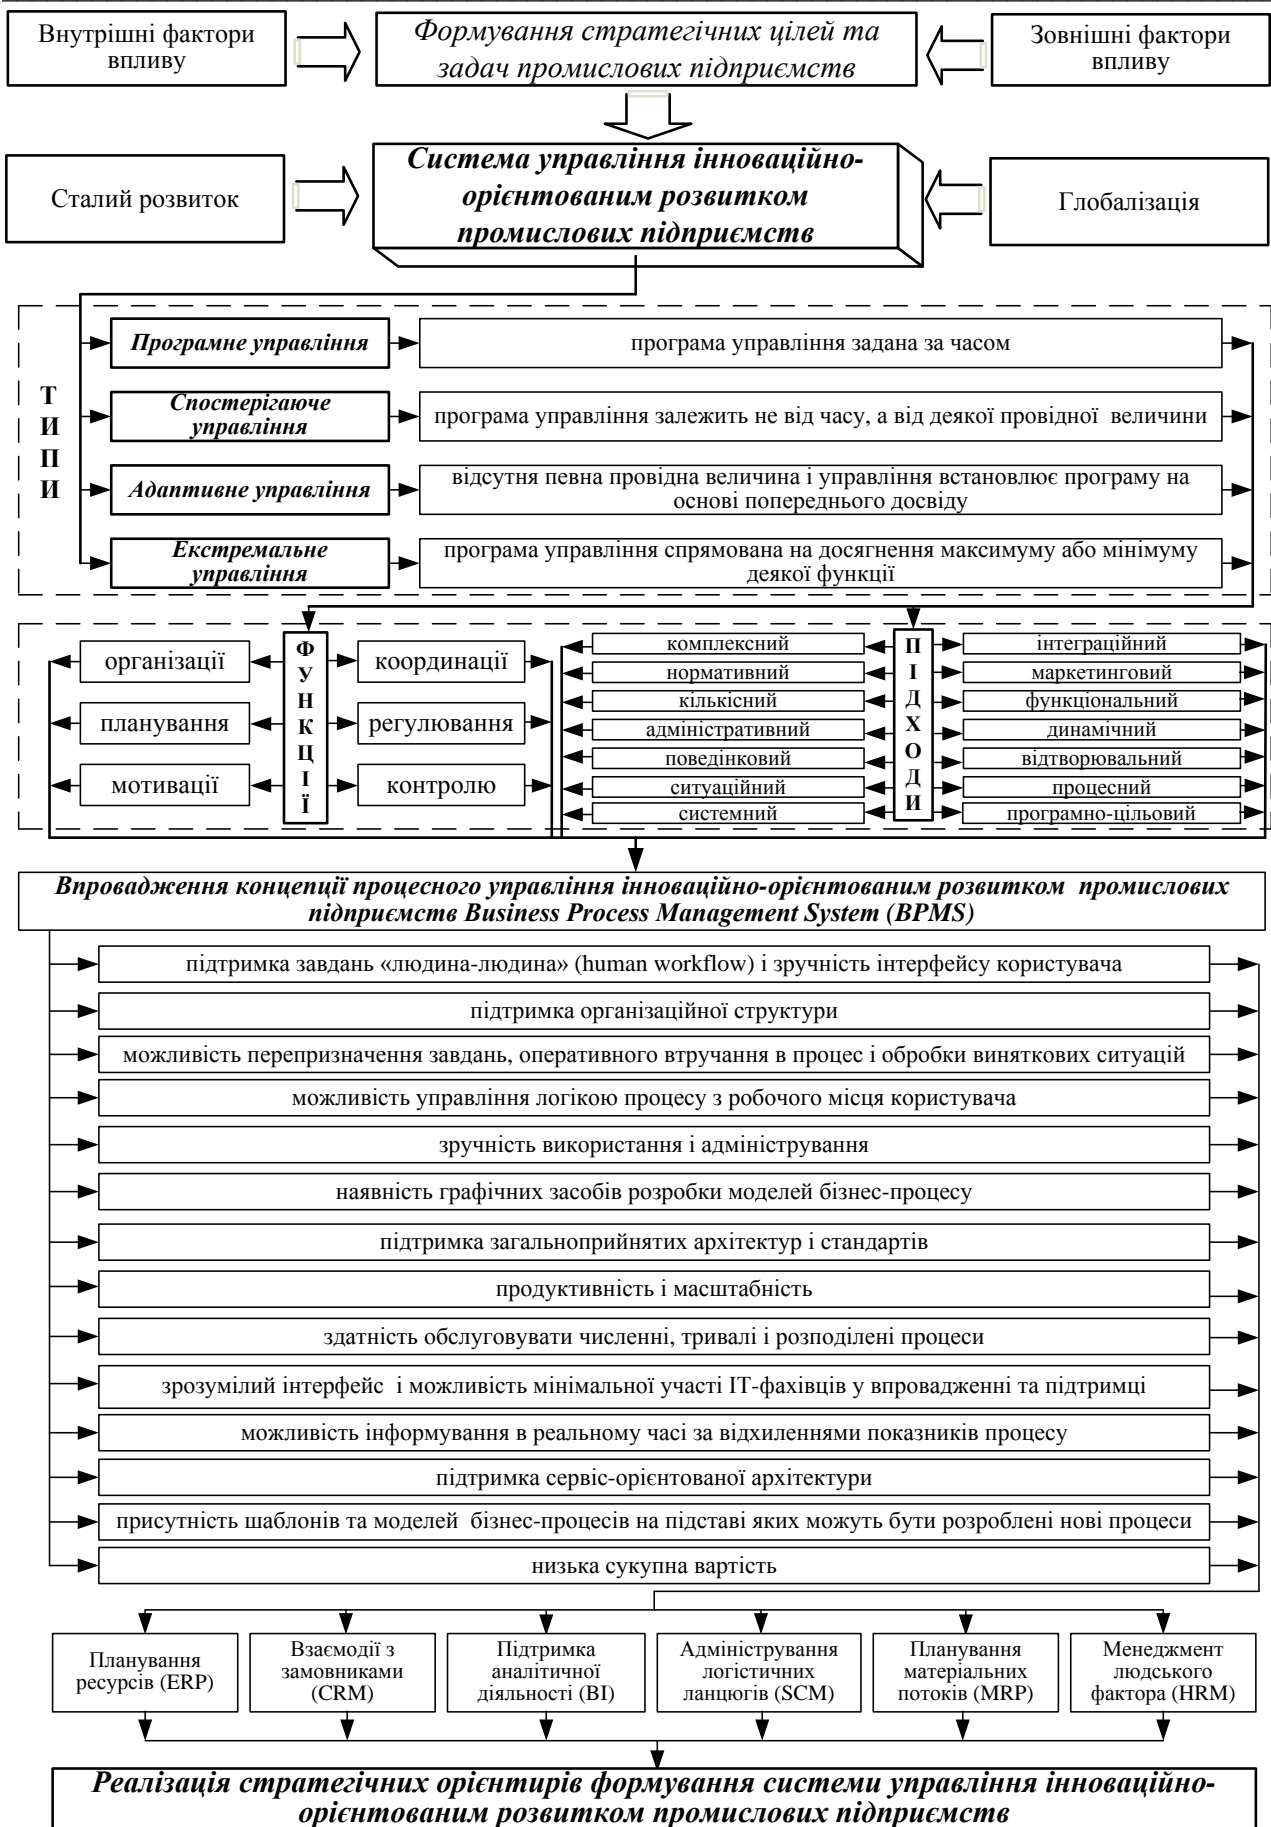 Внутрішні фактори
впливу
Формування стратегічних цілей та
задач промислових підприємств
Зовнішні фактори
впливу
Сталий розвиток
Система управління інноваційно-
орієнтованим розвитком
промислових підприємств
Глобалізація
ТИПИ
Програмне управління
програма управління задана за часом
Спостерігаюче
управління
програма управління залежить не від часу, а від деякої провідної величини
Адаптивне управління
відсутня певна провідна величина і управління встановлює програму на
основі попереднього досвіду
Екстремальне
управління
програма управління спрямована на досягнення максимуму або мінімуму
деякої функції
ФУНКЦІЇ
організації
координації
планування
регулювання
мотивації
контролю
ПІДХОДИ
комплексний
інтеграційний
нормативний
маркетинговий
кількісний
функціональний
адміністративний
динамічний
поведінковий
відтворювальний
ситуаційний
процесний
системний
програмно-цільовий
Впровадження концепції процесного управління інноваційно-орієнтованим розвитком промислових
підприємств Business Process Management System (BPMS)
підтримка завдань «людина-людина» (human workflow) і зручність інтерфейсу користувача
підтримка організаційної структури
можливість перепризначення завдань, оперативного втручання в процес і обробки виняткових ситуацій
можливість управління логікою процесу з робочого місця користувача
зручність використання і адміністрування
наявність графічних засобів розробки моделей бізнес-процесу
підтримка загальноприйнятих архітектур і стандартів
продуктивність і масштабність
здатність обслуговувати численні, тривалі і розподілені процеси
зрозумілий інтерфейс і можливість мінімальної участі ІТ-фахівців у впровадженні та підтримці
можливість інформування в реальному часі за відхиленнями показників процесу
підтримка сервіс-орієнтованої архітектури
присутність шаблонів та моделей бізнес-процесів на підставі яких можуть бути розроблені нові процеси
низька сукупна вартість
Планування
ресурсів (ERP)
Взаємодії з
замовниками
(CRM)
Підтримка
аналітичної
діяльності (BI)
Адміністрування
логістичних
ланцюгів (SCM)
Планування
матеріальних
потоків (MRP)
Менеджмент
людського
фактора (HRM)
Реалізація стратегічних орієнтирів формування системи управління інноваційно-
орієнтованим розвитком промислових підприємств